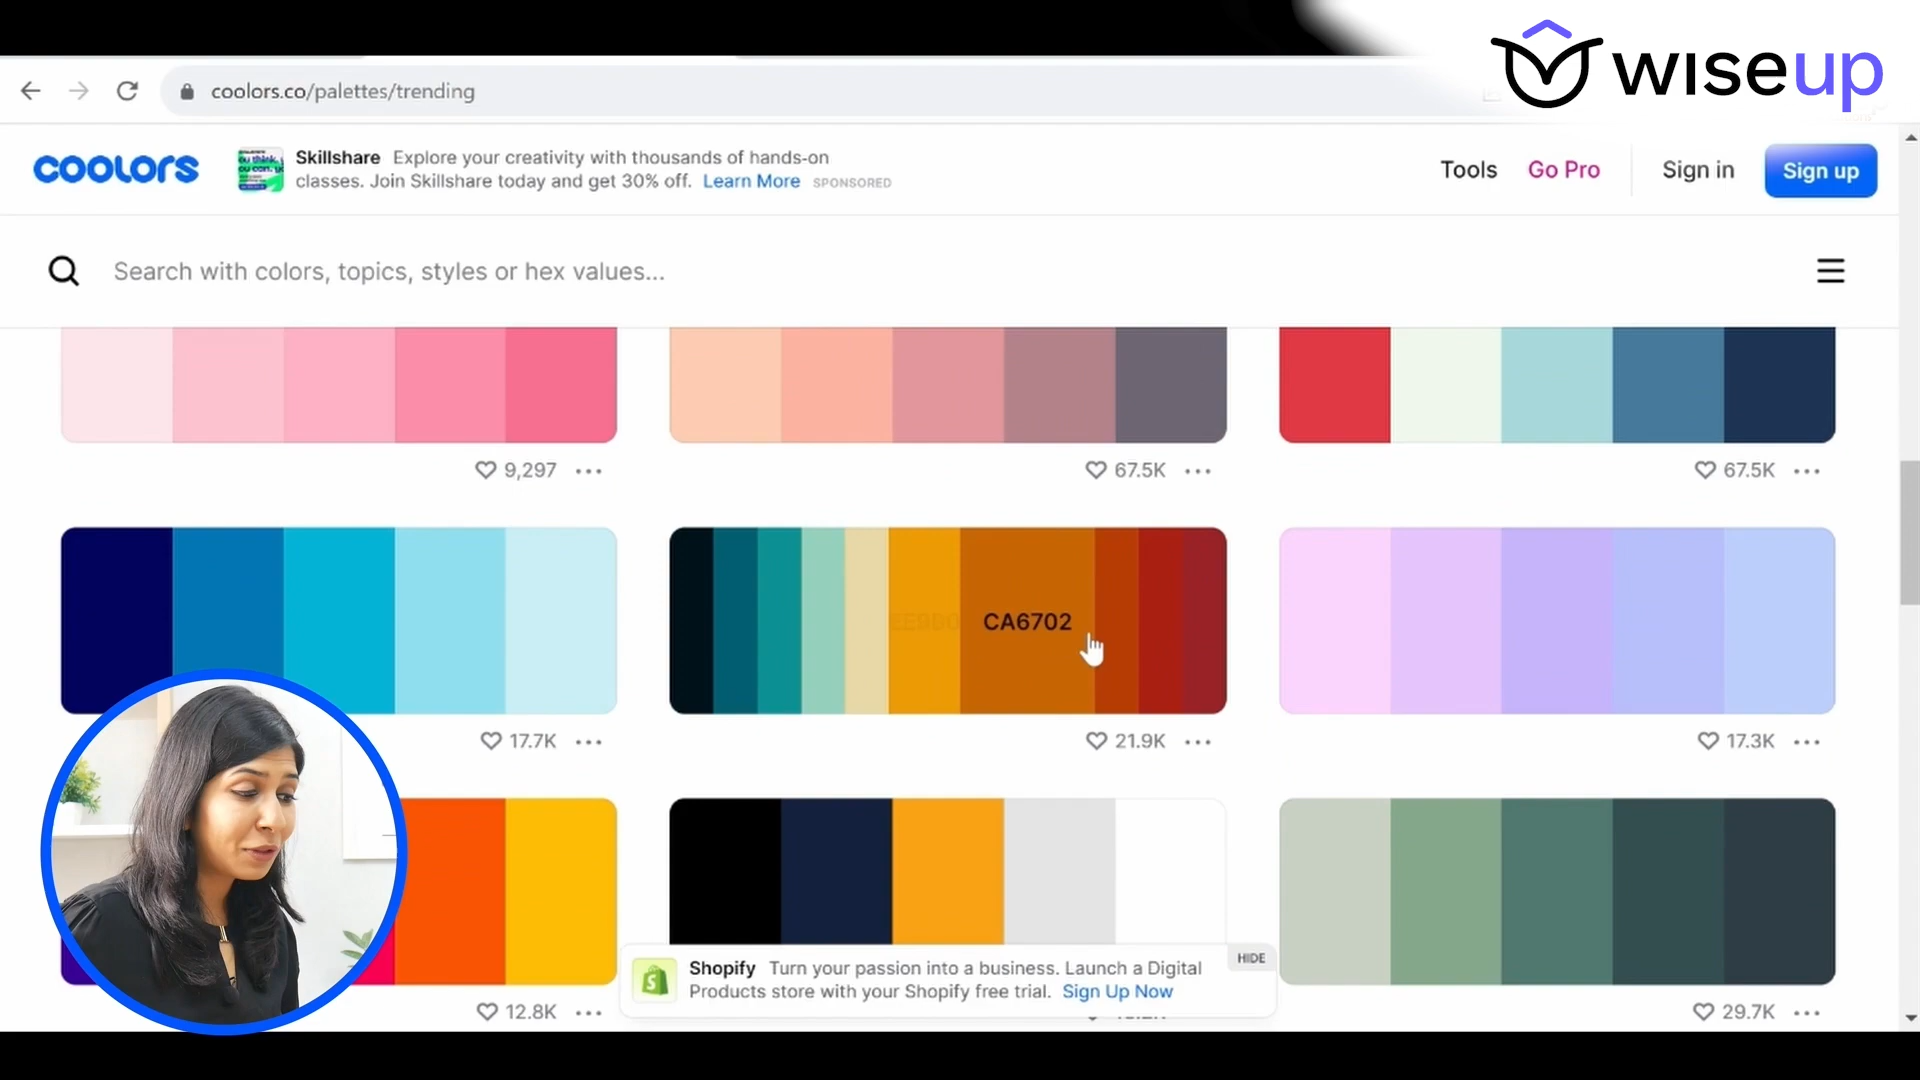 wiseup
coolors.co/palettes/trending
coolors
Skillshare Explore your creativity with thousands of hands-on
classes. Join Skillshare today and get 30% off. Learn More SPONSORED
Tools
Go Pro
Sign in
Sign up
Search with colors, topics, styles or hex values...
9,297
67.5K
67.5K
CA6702
17.7K
21.9K
17.3K
Shopify Turn your passion into a business. Launch a Digital
Products store with your Shopify free trial. Sign Up Now
HIDE
12.8K
29.7K